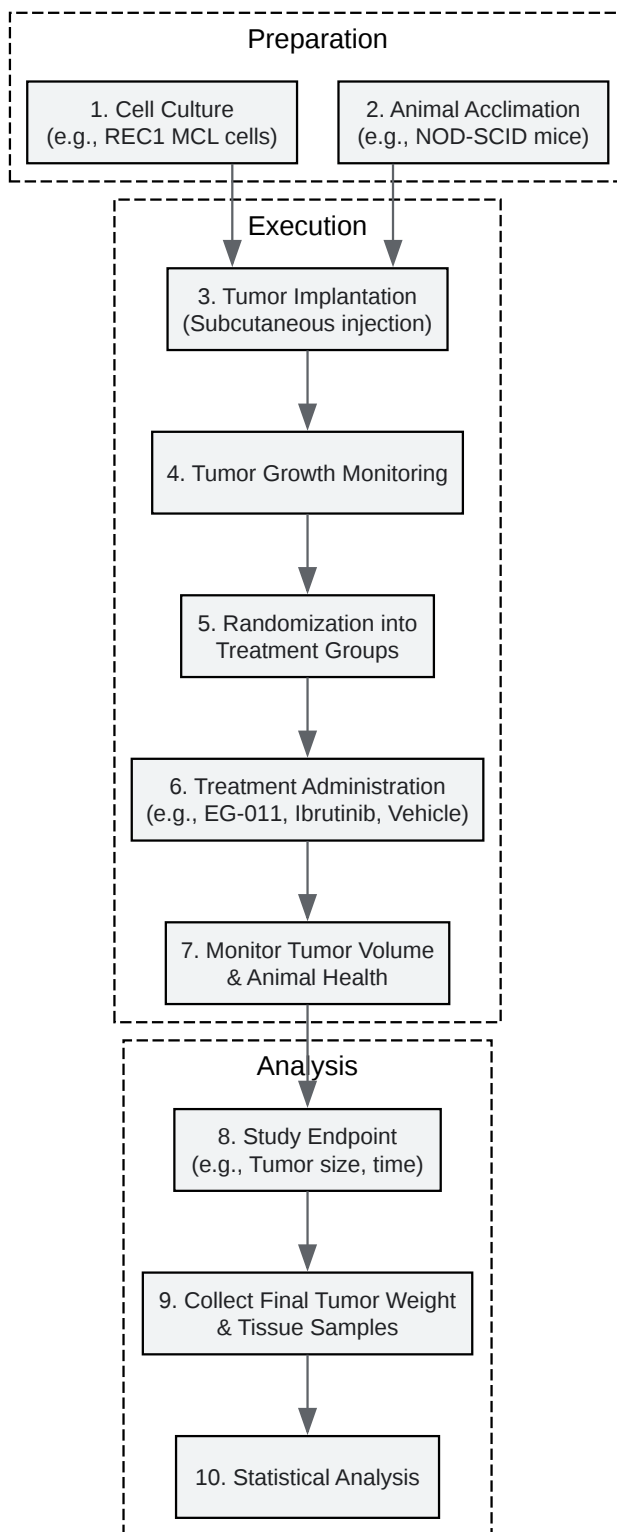 Preparation
1. Cell Culture
(e.g., REC1 MCL cells)
2. Animal Acclimation
(e.g., NOD-SCID mice)
Execution
3. Tumor Implantation
(Subcutaneous injection)
4. Tumor Growth Monitoring
5. Randomization into
Treatment Groups
6. Treatment Administration
(e.g., EG-011, Ibrutinib, Vehicle)
7. Monitor Tumor Volume
& Animal Health
Analysis
8. Study Endpoint
(e.g., Tumor size, time)
9. Collect Final Tumor Weight
& Tissue Samples
10. Statistical Analysis